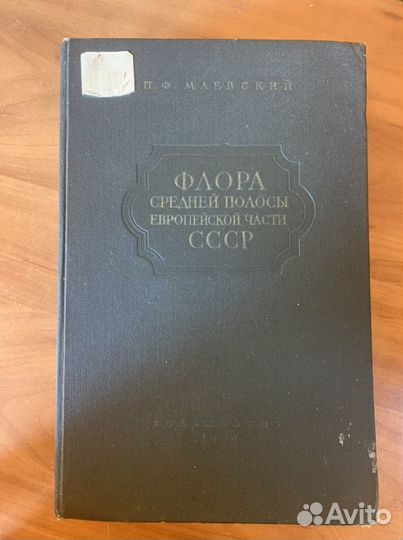 П. Ф. МАЕВСКИЙ
ФЛОРА
СРЕДНЕЙ ПОЛОСЫ
ЕВРОПЕЙСКОЙ ЧАСТИ
СССР
Avito